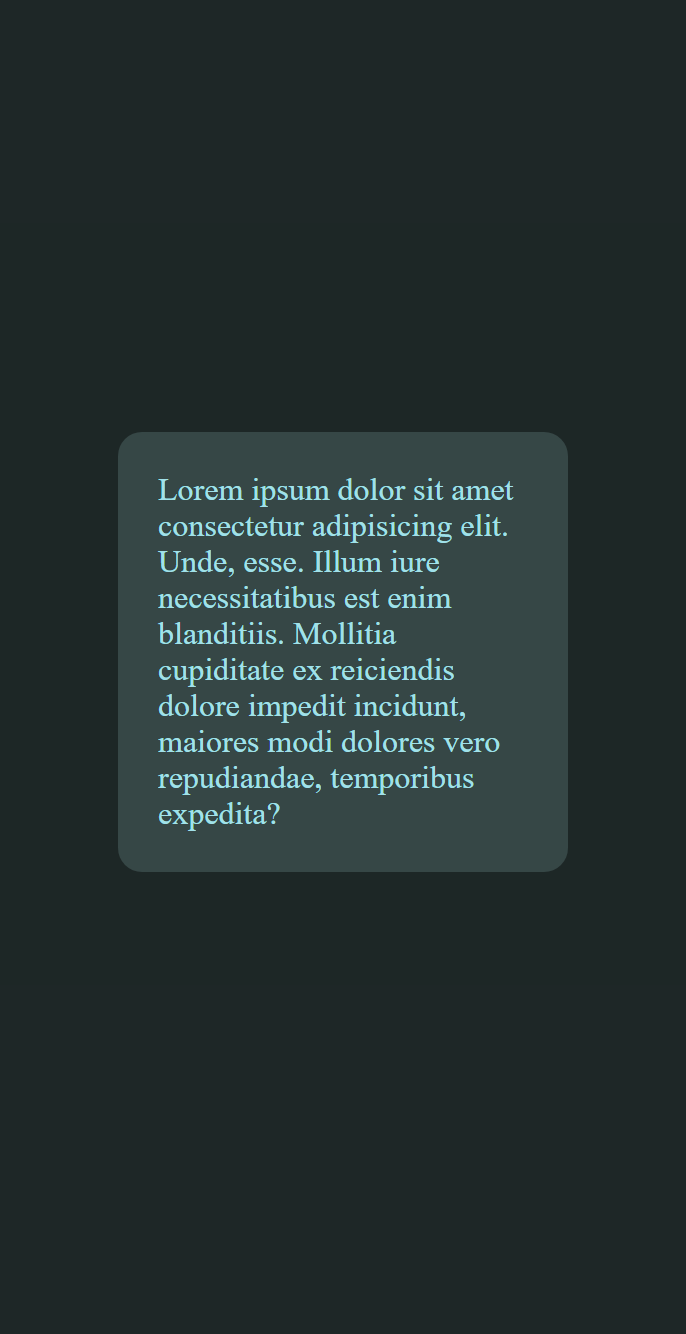 Lorem ipsum dolor sit amet
consectetur adipisicing elit.
Unde, esse. Illum iure
necessitatibus est enim
blanditiis. Mollitia
cupiditate ex reiciendis
dolore impedit incidunt,
maiores modi dolores vero
repudiandae, temporibus
expedita?